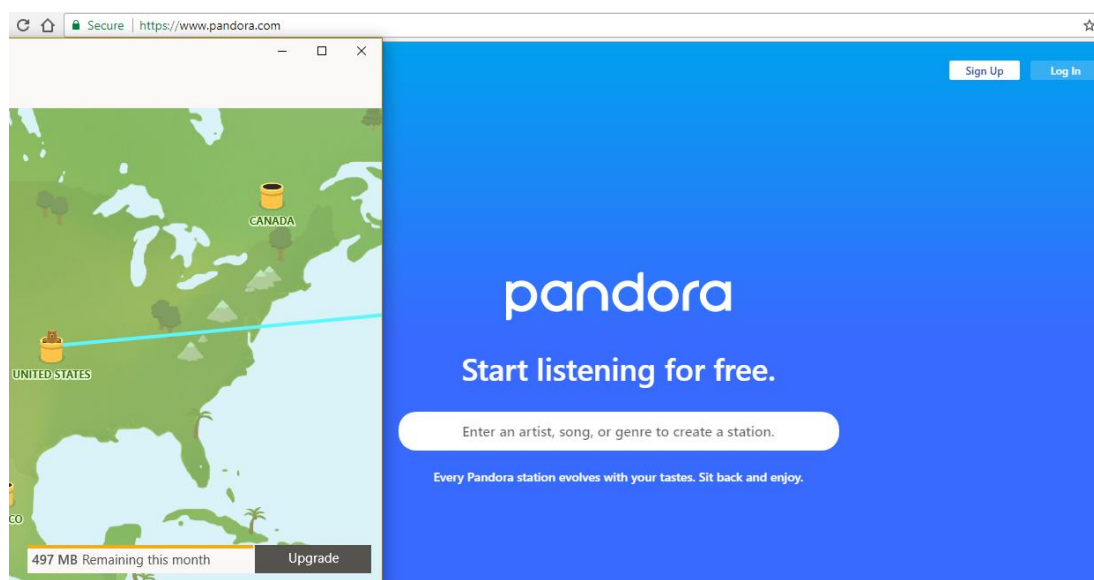 Secure | https://www.pandora.com
Sign Up
Log In
CANADA
UNITED STATES
CO
497 MB Remaining this month
Upgrade
pandora
Start listening for free.
Enter an artist, song, or genre to create a station.
Every Pandora station evolves with your tastes. Sit back and enjoy.